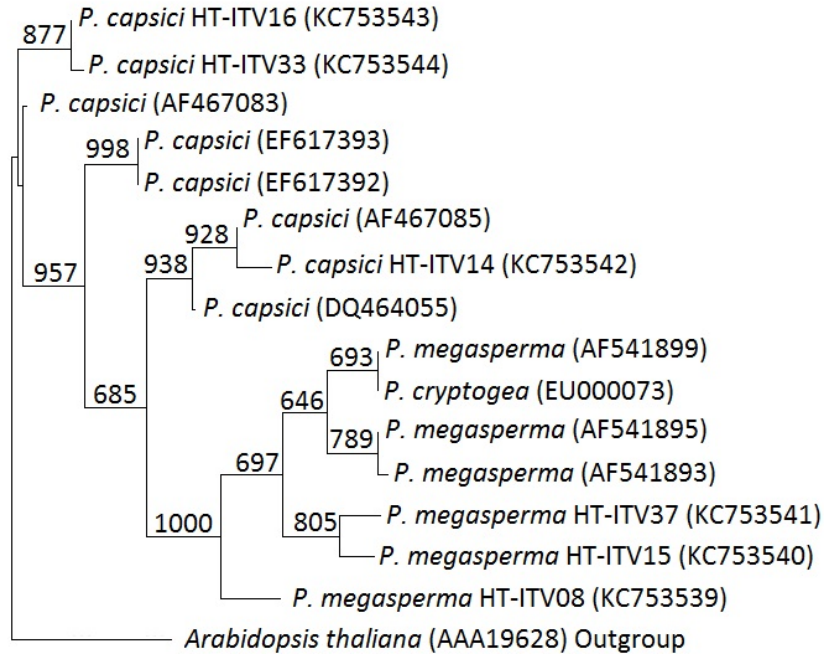 P. capsici HT-ITV16 (KC753543)
877
P. capsici HT-ITV33 (KC753544)
P. capsici (AF467083)
P. capsici (EF617393)
998
P. capsici (EF617392)
P. capsici (AF467085)
928
938
P. capsici HT-ITV14 (KC753542)
957
P. capsici (DQ464055)
P. megasperma (AF541899)
693
P. cryptogea (EU000073)
685
646
P. megasperma (AF541895)
789
697
P. megasperma (AF541893)
P. megasperma HT-ITV37 (KC753541)
1000
805
P. megasperma HT-ITV15 (KC753540)
P. megasperma HT-ITV08 (KC753539)
Arabidopsis thaliana (AAA19628) Outgroup